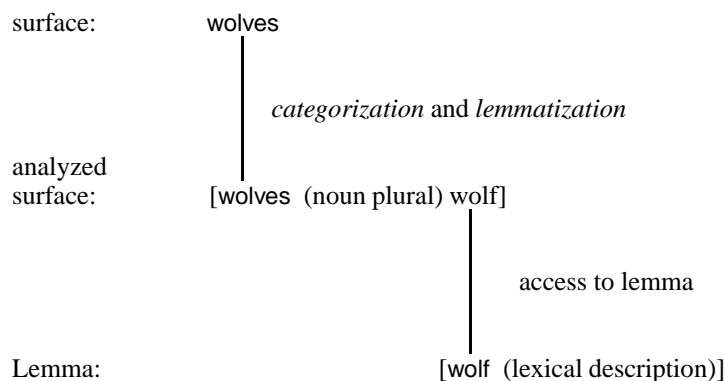 surface: wolves
categorization and lemmatization
analyzed
surface: [wolves (noun plural) wolf]
access to lemma
Lemma: [wolf (lexical description)]